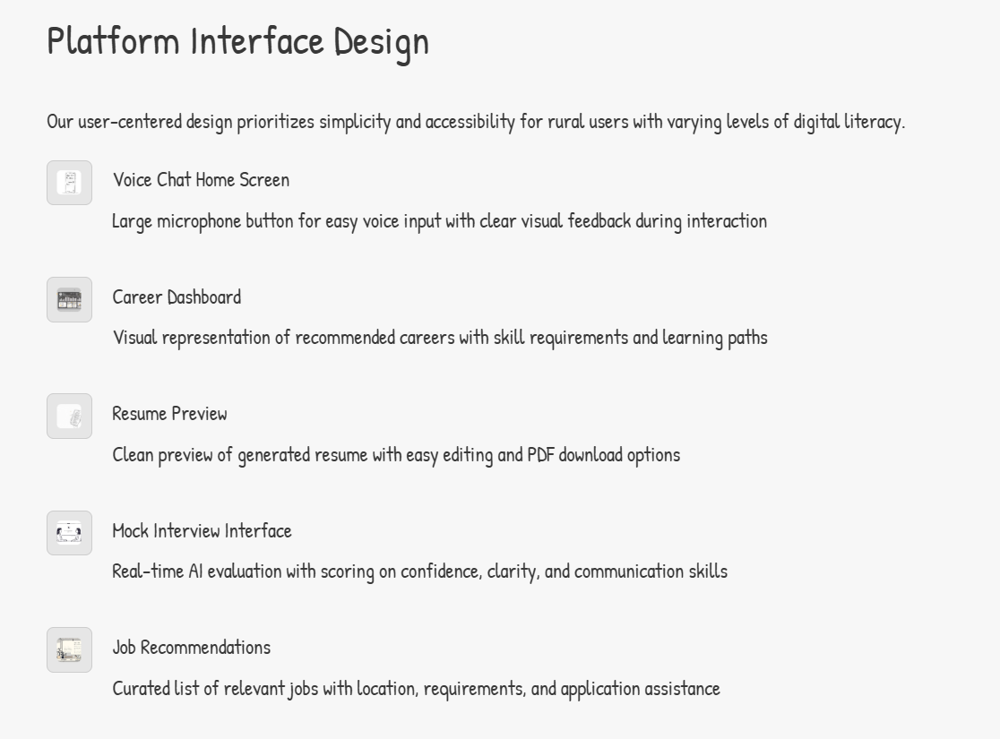 Platform Interface Design
Our user-centered design prioritizes simplicity and accessibility for rural users with varying levels of digital literacy.
Voice Chat Home Screen
Large microphone button for easy voice input with clear visual feedback during interaction
Career Dashboard
Visual representation of recommended careers with skill requirements and learning paths
Resume Preview
Clean preview of generated resume with easy editing and PDF download options
Mock Interview Interface
Real-time AI evaluation with scoring on confidence, clarity, and communication skills
Job Recommendations
Curated list of relevant jobs with location, requirements, and application assistance